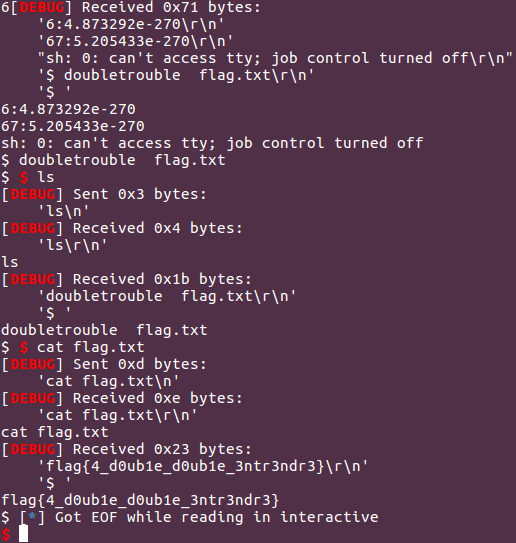 6[DEBUG] Received 0x71 bytes:
    '6:4.873292e-270\r\n'
    '67:5.205433e-270\r\n'
    "sh: 0: can't access tty; job control turned off\r\n"
    '$ doubletrouble  flag.txt\r\n'
    '$ '
6:4.873292e-270
67:5.205433e-270
sh: 0: can't access tty; job control turned off
$ doubletrouble  flag.txt
$ $ ls
[DEBUG] Sent 0x3 bytes:
    'ls\n'
[DEBUG] Received 0x4 bytes:
    'ls\r\n'
ls
[DEBUG] Received 0x1b bytes:
    'doubletrouble  flag.txt\r\n'
    '$ '
doubletrouble  flag.txt
$ $ cat flag.txt
[DEBUG] Sent 0xd bytes:
    'cat flag.txt\n'
[DEBUG] Received 0xe bytes:
    'cat flag.txt\r\n'
cat flag.txt
[DEBUG] Received 0x23 bytes:
    'flag{4_d0ub1e_d0ub1e_3ntr3ndr3}\r\n'
    '$ '
flag{4_d0ub1e_d0ub1e_3ntr3ndr3}
$ [*] Got EOF while reading in interactive
$